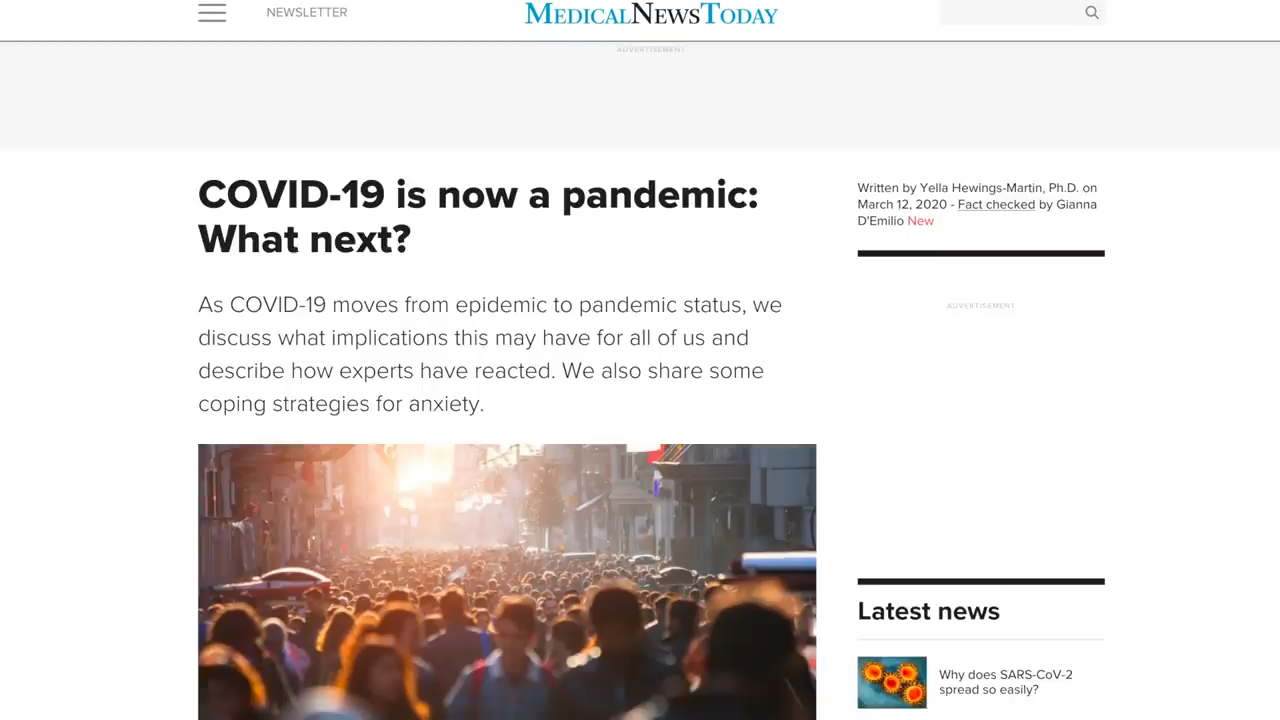 NEWSLETTER
MEDICALNEWSTODAY
ADVERTISEMENT
COVID-19 is now a pandemic:
What next?
As COVID-19 moves from epidemic to pandemic status, we
discuss what implications this may have for all of us and
describe how experts have reacted. We also share some
coping strategies for anxiety.
Written by Yella Hewings-Martin, Ph.D. on
March 12, 2020 - Fact checked by Gianna
D'Emilio New
ADVERTISEMENT
Latest news
Why does SARS-CoV-2
spread so easily?